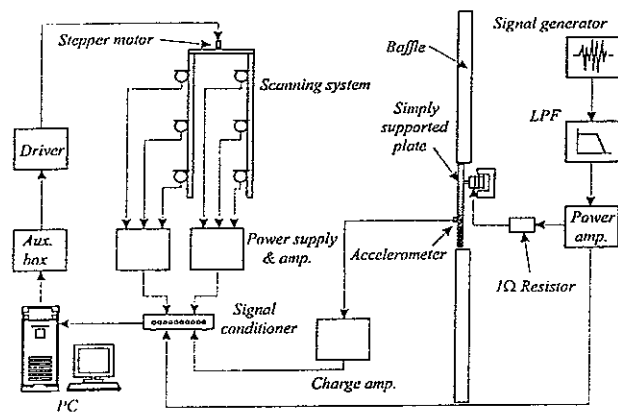 Stepper motor
Scanning system
Baffle
Signal generator
Simply
supported
plate
LPF
Driver
Aux.
box
Power supply
& amp.
Accelerometer
Power
amp.
1Ω Resistor
Signal
conditioner
Charge amp.
PC